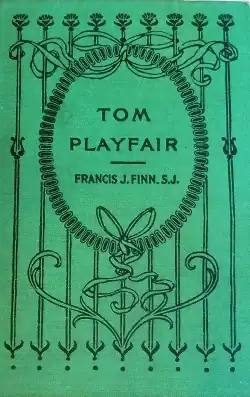 TOM
PLAYFAIR
FRANCIS J. FINN. S.J.